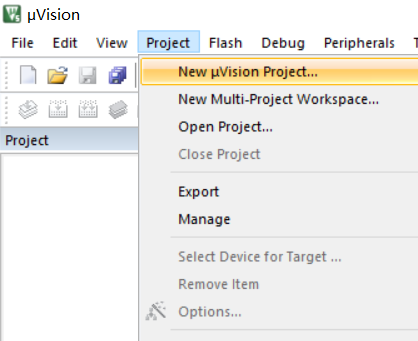 µVision
File Edit View Project Flash Debug Peripherals
Project
New µVision Project...
New Multi-Project Workspace...
Open Project...
Close Project
Export
Manage
Select Device for Target ...
Remove Item
Options...